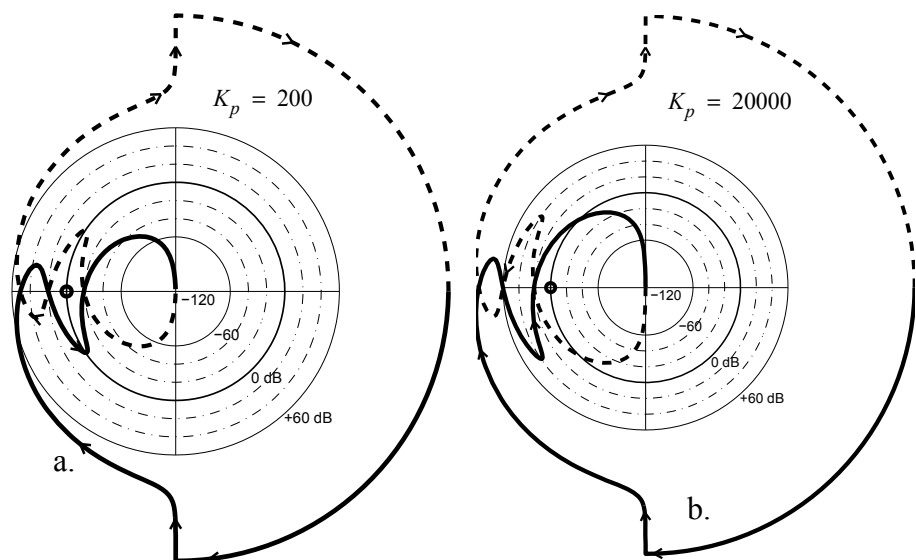 K_p = 200
K_p = 20000
−120
−60
0 dB
+60 dB
a.
−120
−60
0 dB
+60 dB
b.